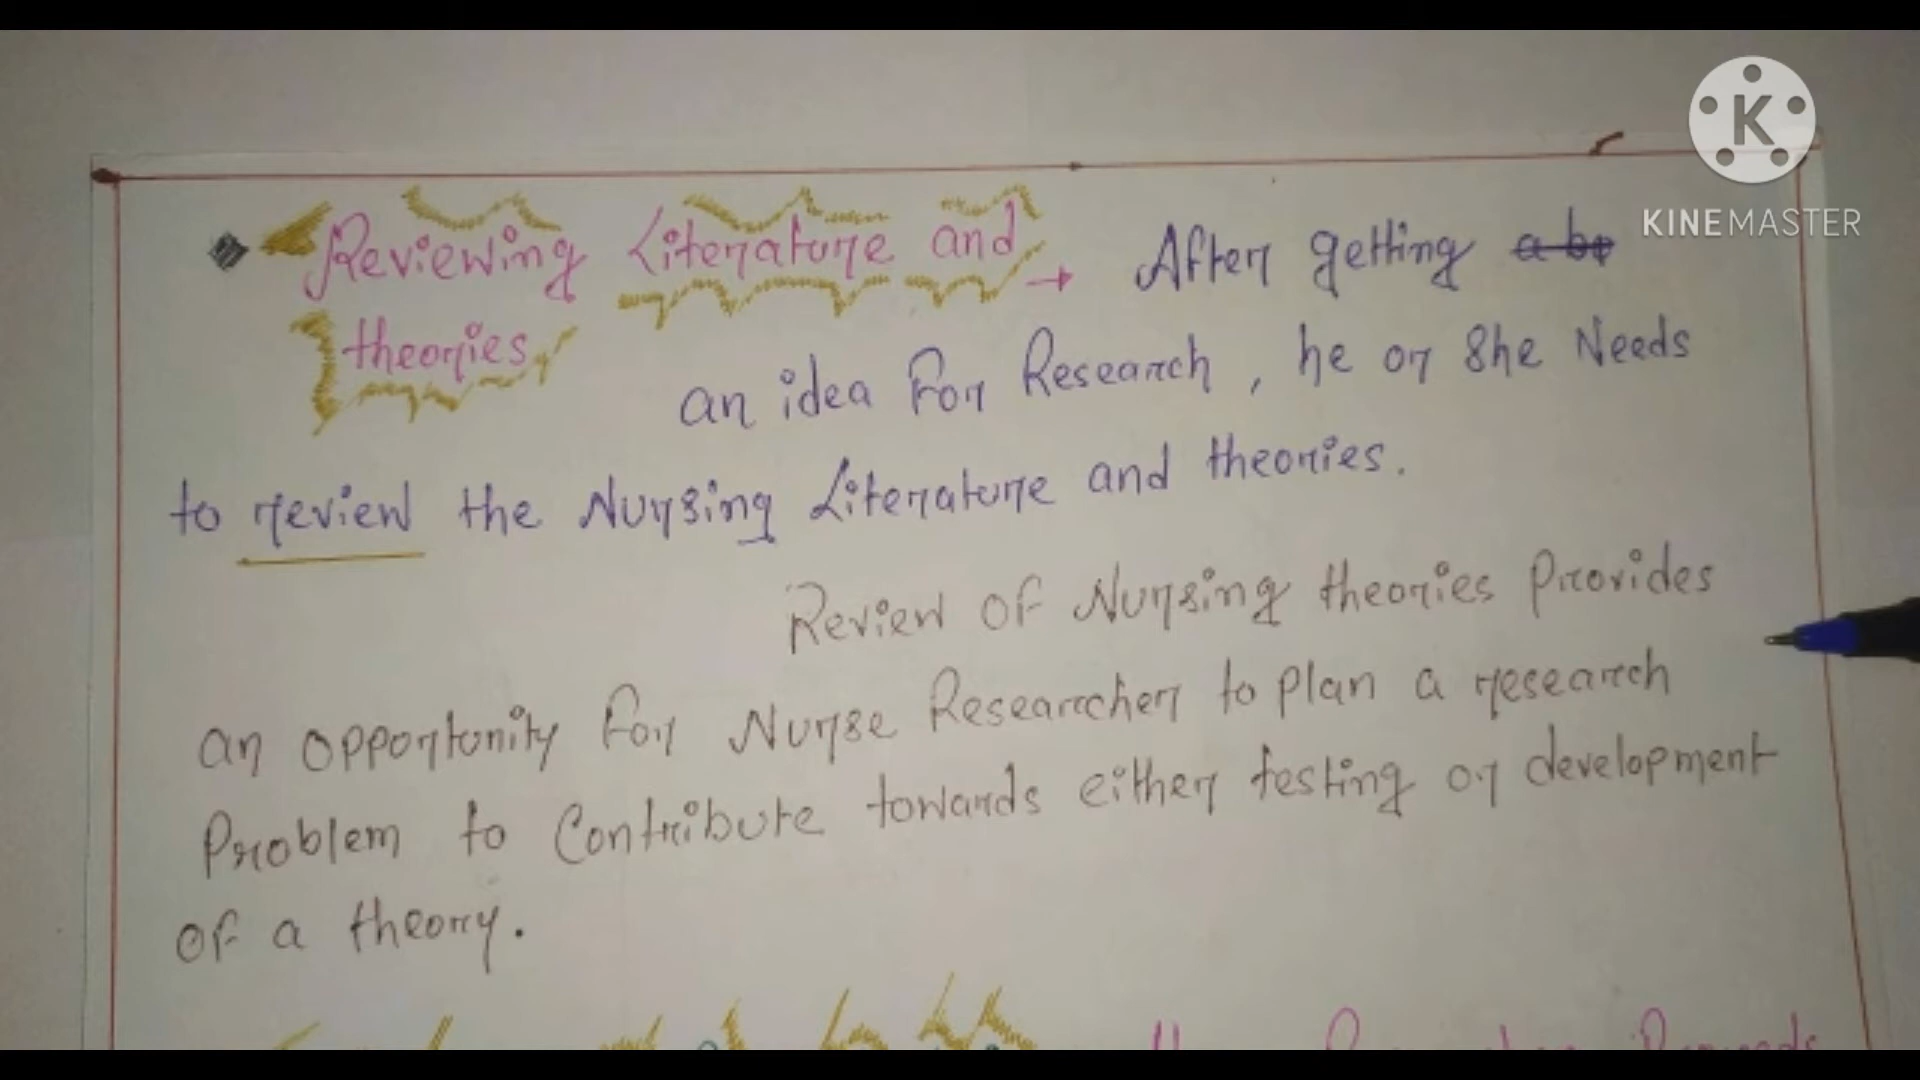 KINEMASTER
Reviewing Literature and → After getting
theories
an idea For Research, he or She Needs
to review the Nursing Literature and theories.
Review OF Nursing theories Provides
an opportunity For Nurse Researcher to Plan a research
Problem to Contribute towards either testing or development
OF a theory.